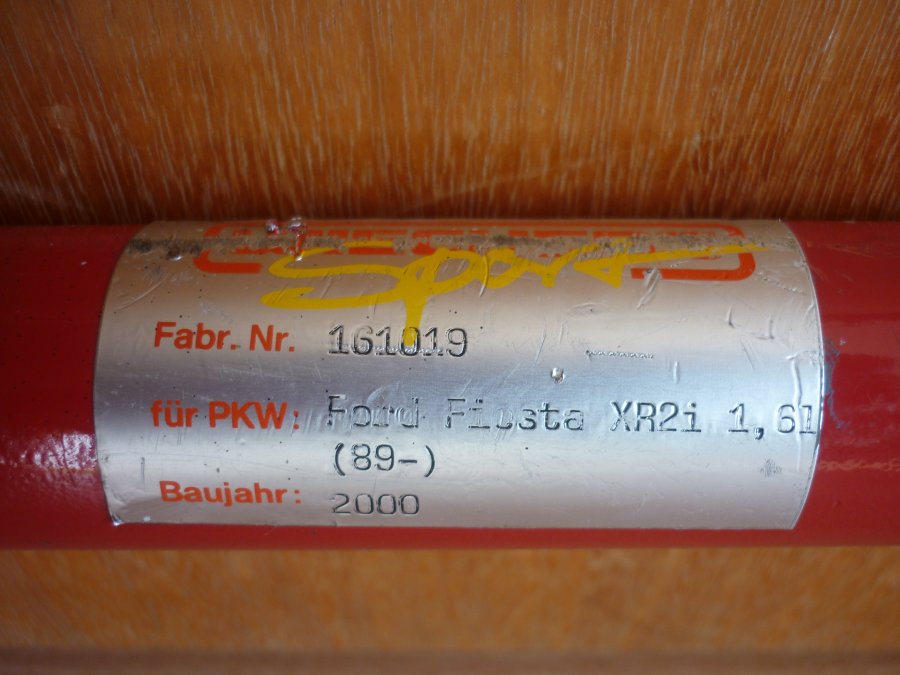 Sport
Fabr. Nr. 161019
für PKW: Ford Fiesta XR2i 1,6l
(89-)
Baujahr: 2000